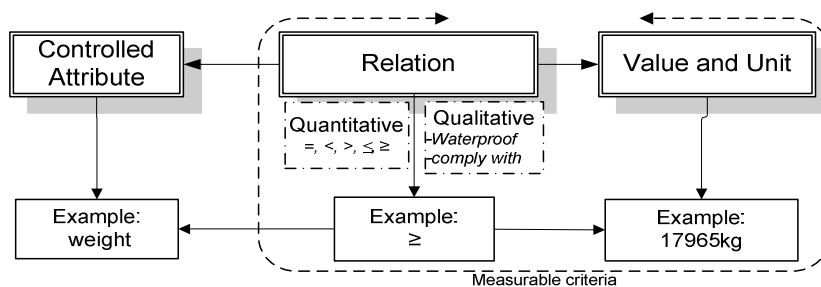 Controlled
Attribute
Relation
Value and Unit
Quantitative
=, <, >, ≤, ≥
Qualitative
-Waterproof
-comply with
Example:
weight
Example:
≥
Example:
17965kg
Measurable criteria